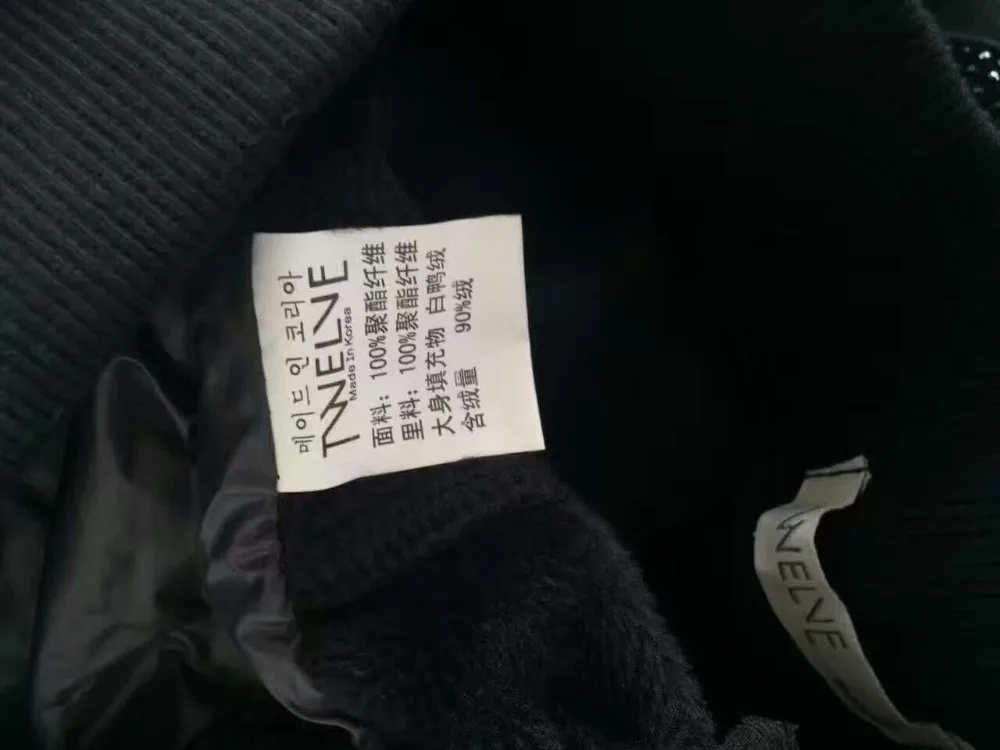 메이드 인 코리아
TWELVE
Made in Korea
面料：100%聚酯纤维
里料：100%聚酯纤维
大身填充物 白鸭绒
含绒量 90%绒
WELVE